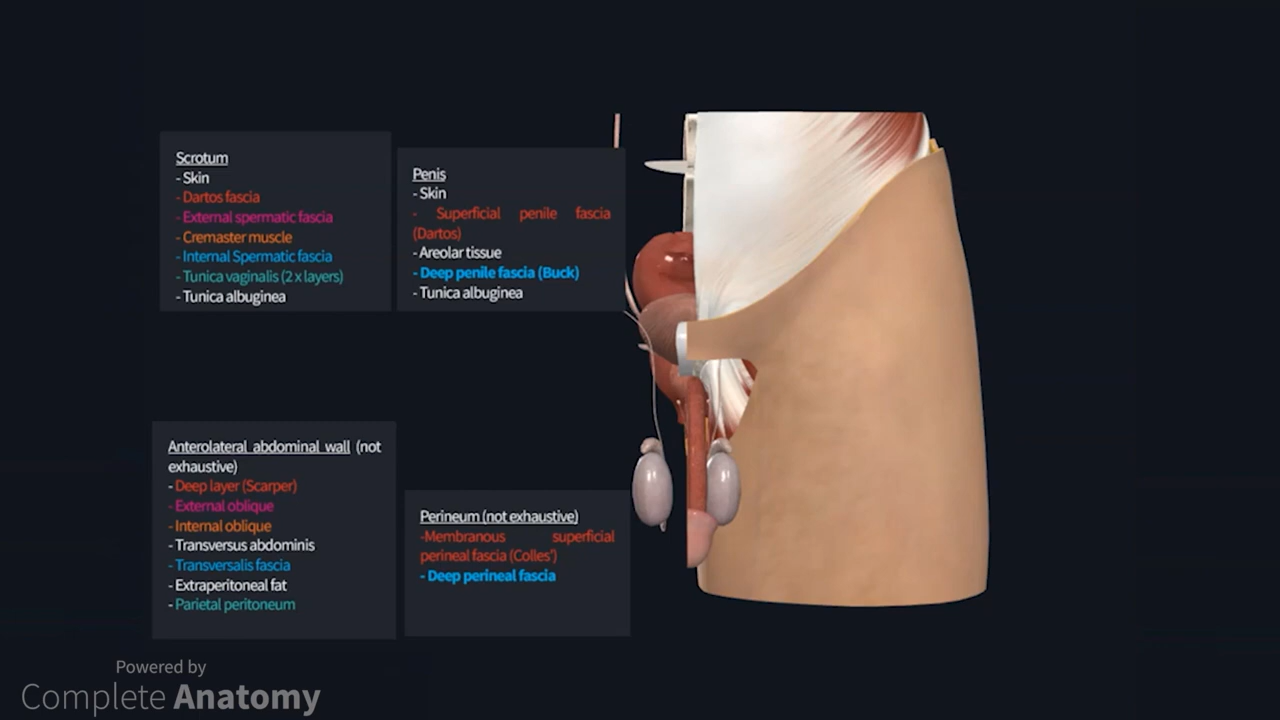 Scrotum
- Skin
- Dartos fascia
- External spermatic fascia
- Cremaster muscle
- Internal Spermatic fascia
- Tunica vaginalis (2 x layers)
- Tunica albuginea
Penis
- Skin
- Superficial penile fascia
(Dartos)
- Areolar tissue
- Deep penile fascia (Buck)
- Tunica albuginea
Anterolateral abdominal wall (not
exhaustive)
- Deep layer (Scarper)
- External oblique
- Internal oblique
- Transversus abdominis
- Transversalis fascia
- Extraperitoneal fat
- Parietal peritoneum
Perineum (not exhaustive)
-Membranous superficial
perineal fascia (Colles')
- Deep perineal fascia
Powered by
Complete Anatomy